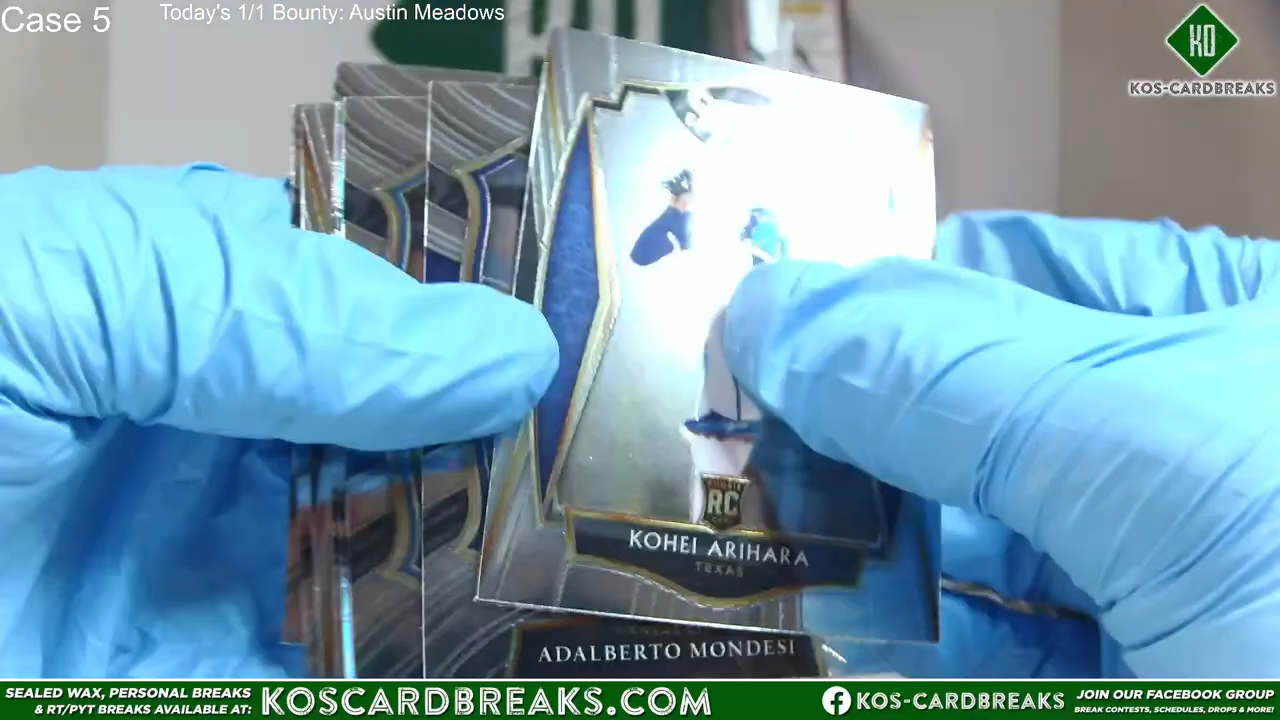 Case 5
Today's 1/1 Bounty: Austin Meadows
KO
KOS-CARDBREAKS
RC
KOHEI ARIHARA
TEXAS
ADALBERTO MONDESI
SEALED WAX, PERSONAL BREAKS
& RT/PYT BREAKS AVAILABLE AT:
KOSCARDBREAKS.COM
KOS-CARDBREAKS
JOIN OUR FACEBOOK GROUP
BREAK CONTESTS, SCHEDULES, DROPS & MORE!